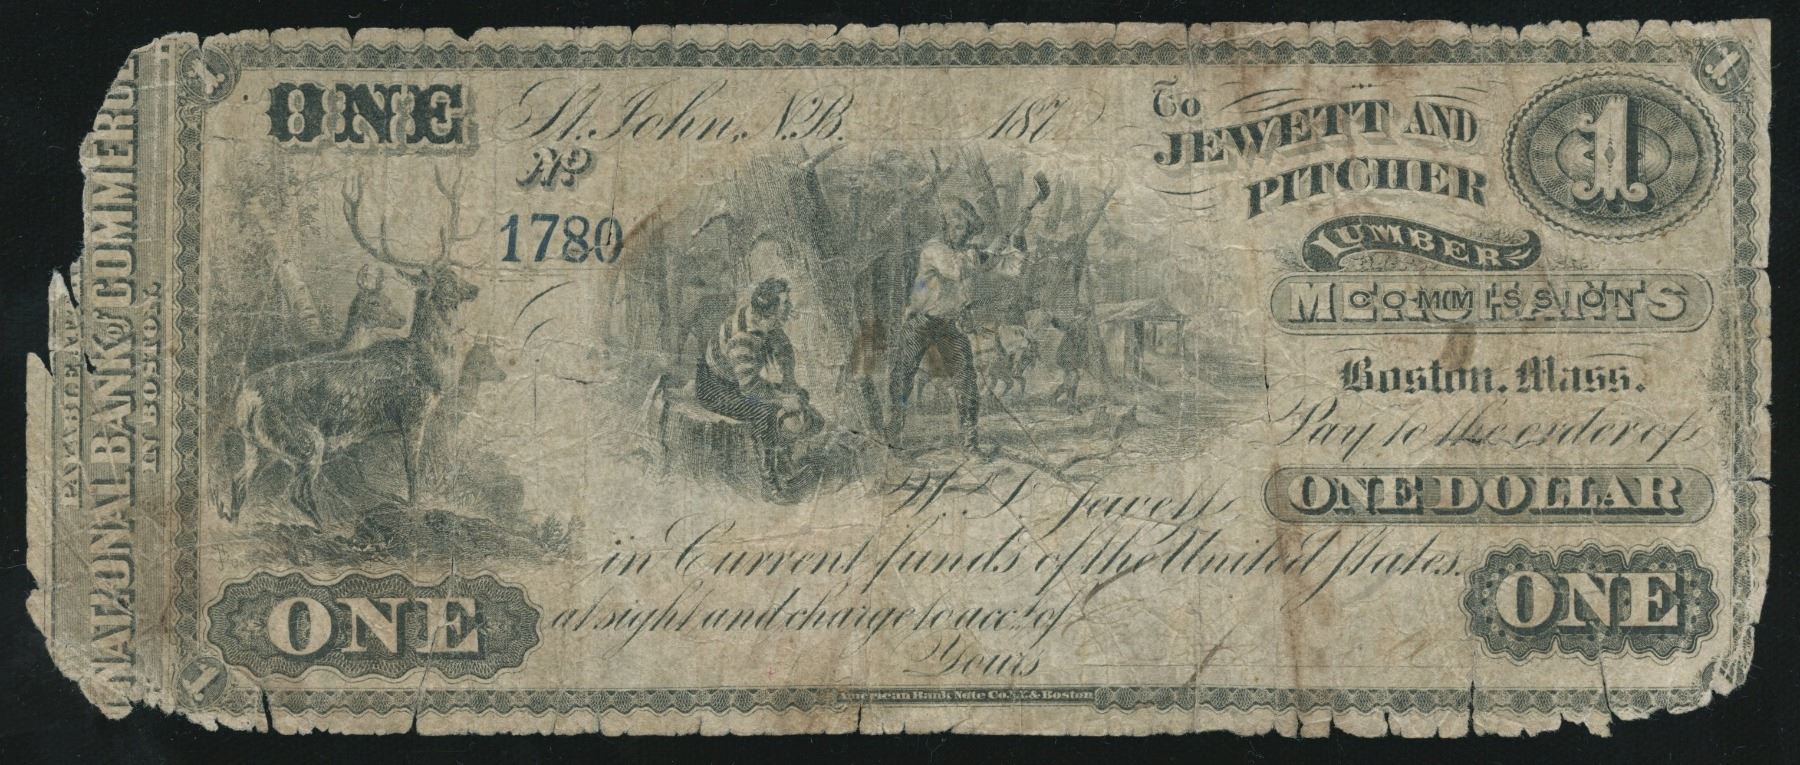 PAYABLE AT
NATIONAL BANK of COMMERCE
IN BOSTON.
1
ONE
St. John, N.B. 187
No
1780
To
JEWETT AND
PITCHER
LUMBER
COMMISSION
MERCHANTS
Boston, Mass.
1
1
Pay to the order of
W. L. Jewett
ONE DOLLAR
in Current funds of the United States.
at sight and charge to acct. of
Yours
ONE
ONE
1
American Bank Note Co. N.Y. & Boston